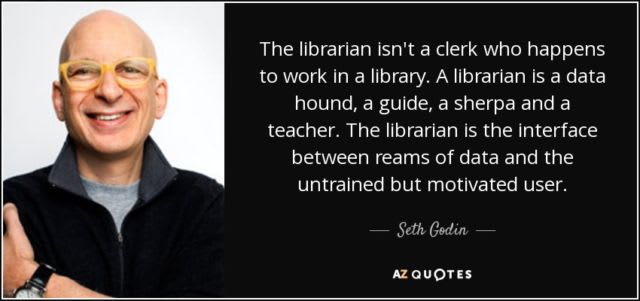 The librarian isn't a clerk who happens
to work in a library. A librarian is a data
hound, a guide, a sherpa and a
teacher. The librarian is the interface
between reams of data and the
untrained but motivated user.
Seth Godin
AZ QUOTES